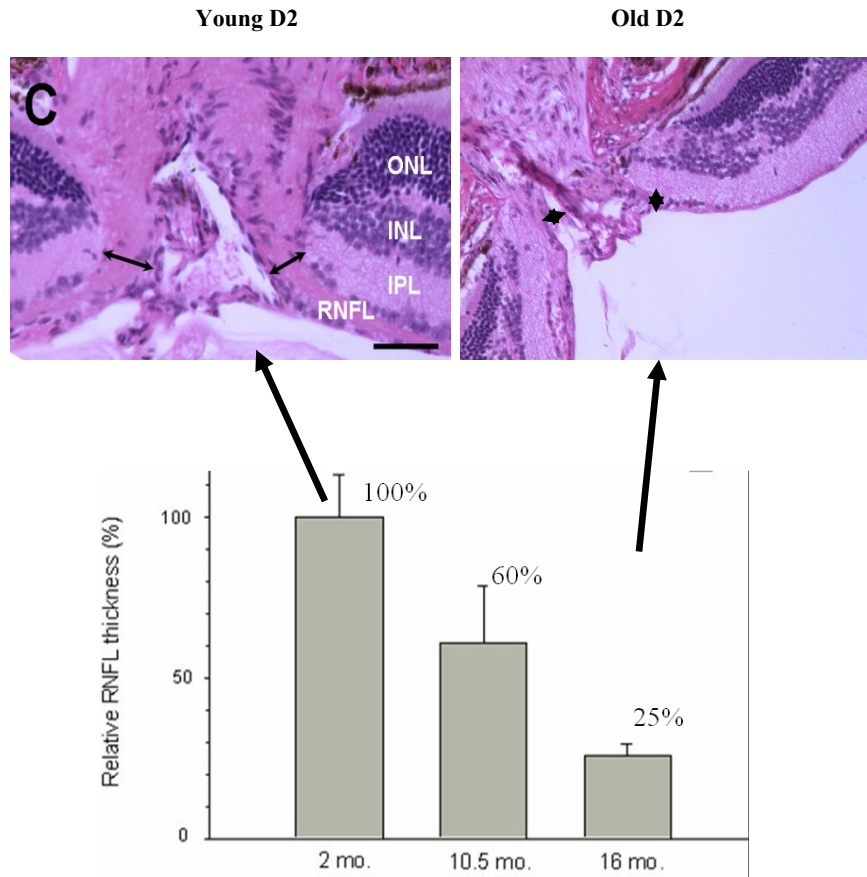 Young D2
Old D2
C
ONL
INL
IPL
RNFL
Relative RNFL thickness (%)
100
50
0
100%
60%
25%
2 mo.
10.5 mo.
16 mo.